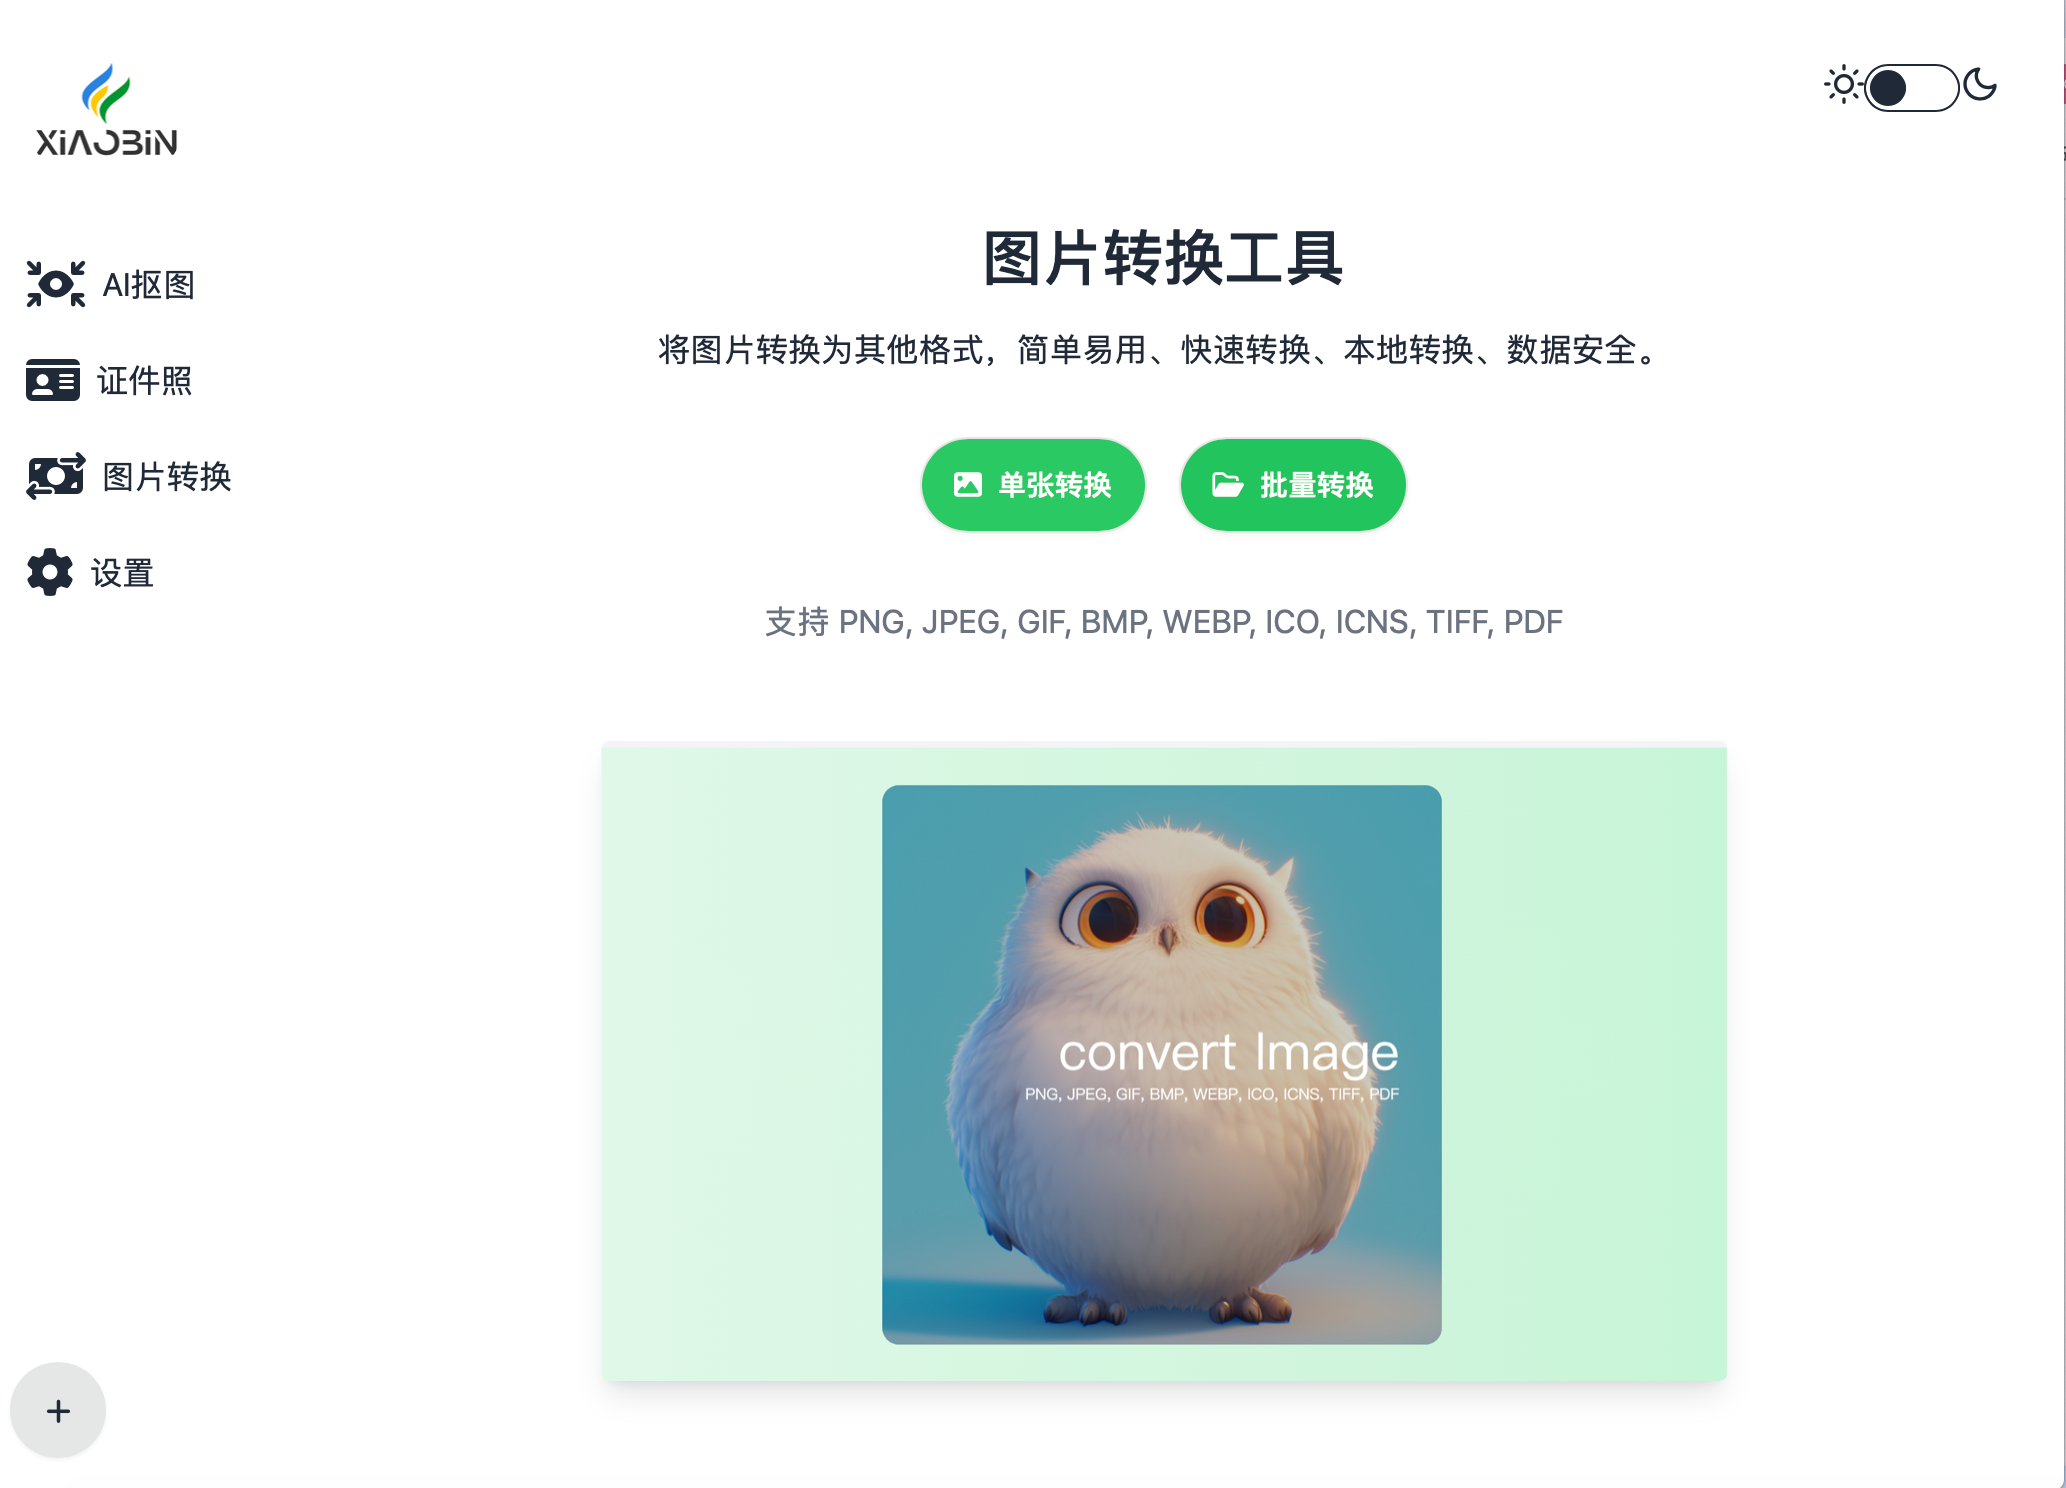 XiAOBiN
AI抠图
证件照
图片转换
设置
图片转换工具
将图片转换为其他格式，简单易用、快速转换、本地转换、数据安全。
单张转换
批量转换
支持 PNG, JPEG, GIF, BMP, WEBP, ICO, ICNS, TIFF, PDF
convert Image
PNG, JPEG, GIF, BMP, WEBP, ICO, ICNS, TIFF, PDF